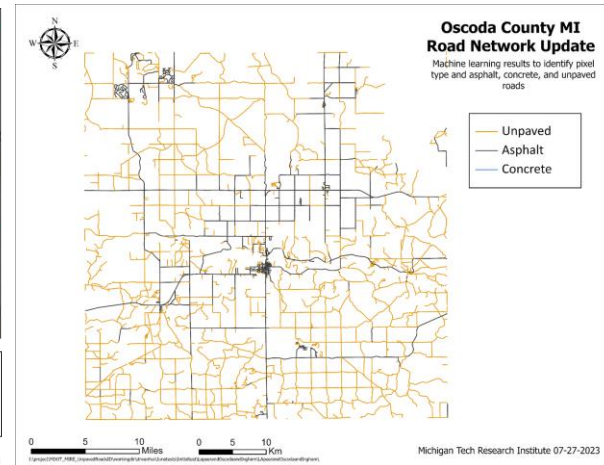 N
W
E
S
Oscoda County MI
Road Network Update
Machine learning results to identify pixel
type and asphalt, concrete, and unpaved
roads
Unpaved
Asphalt
Concrete
0 5 10
Miles
0 5 10
Km
Michigan Tech Research Institute 07-27-2023